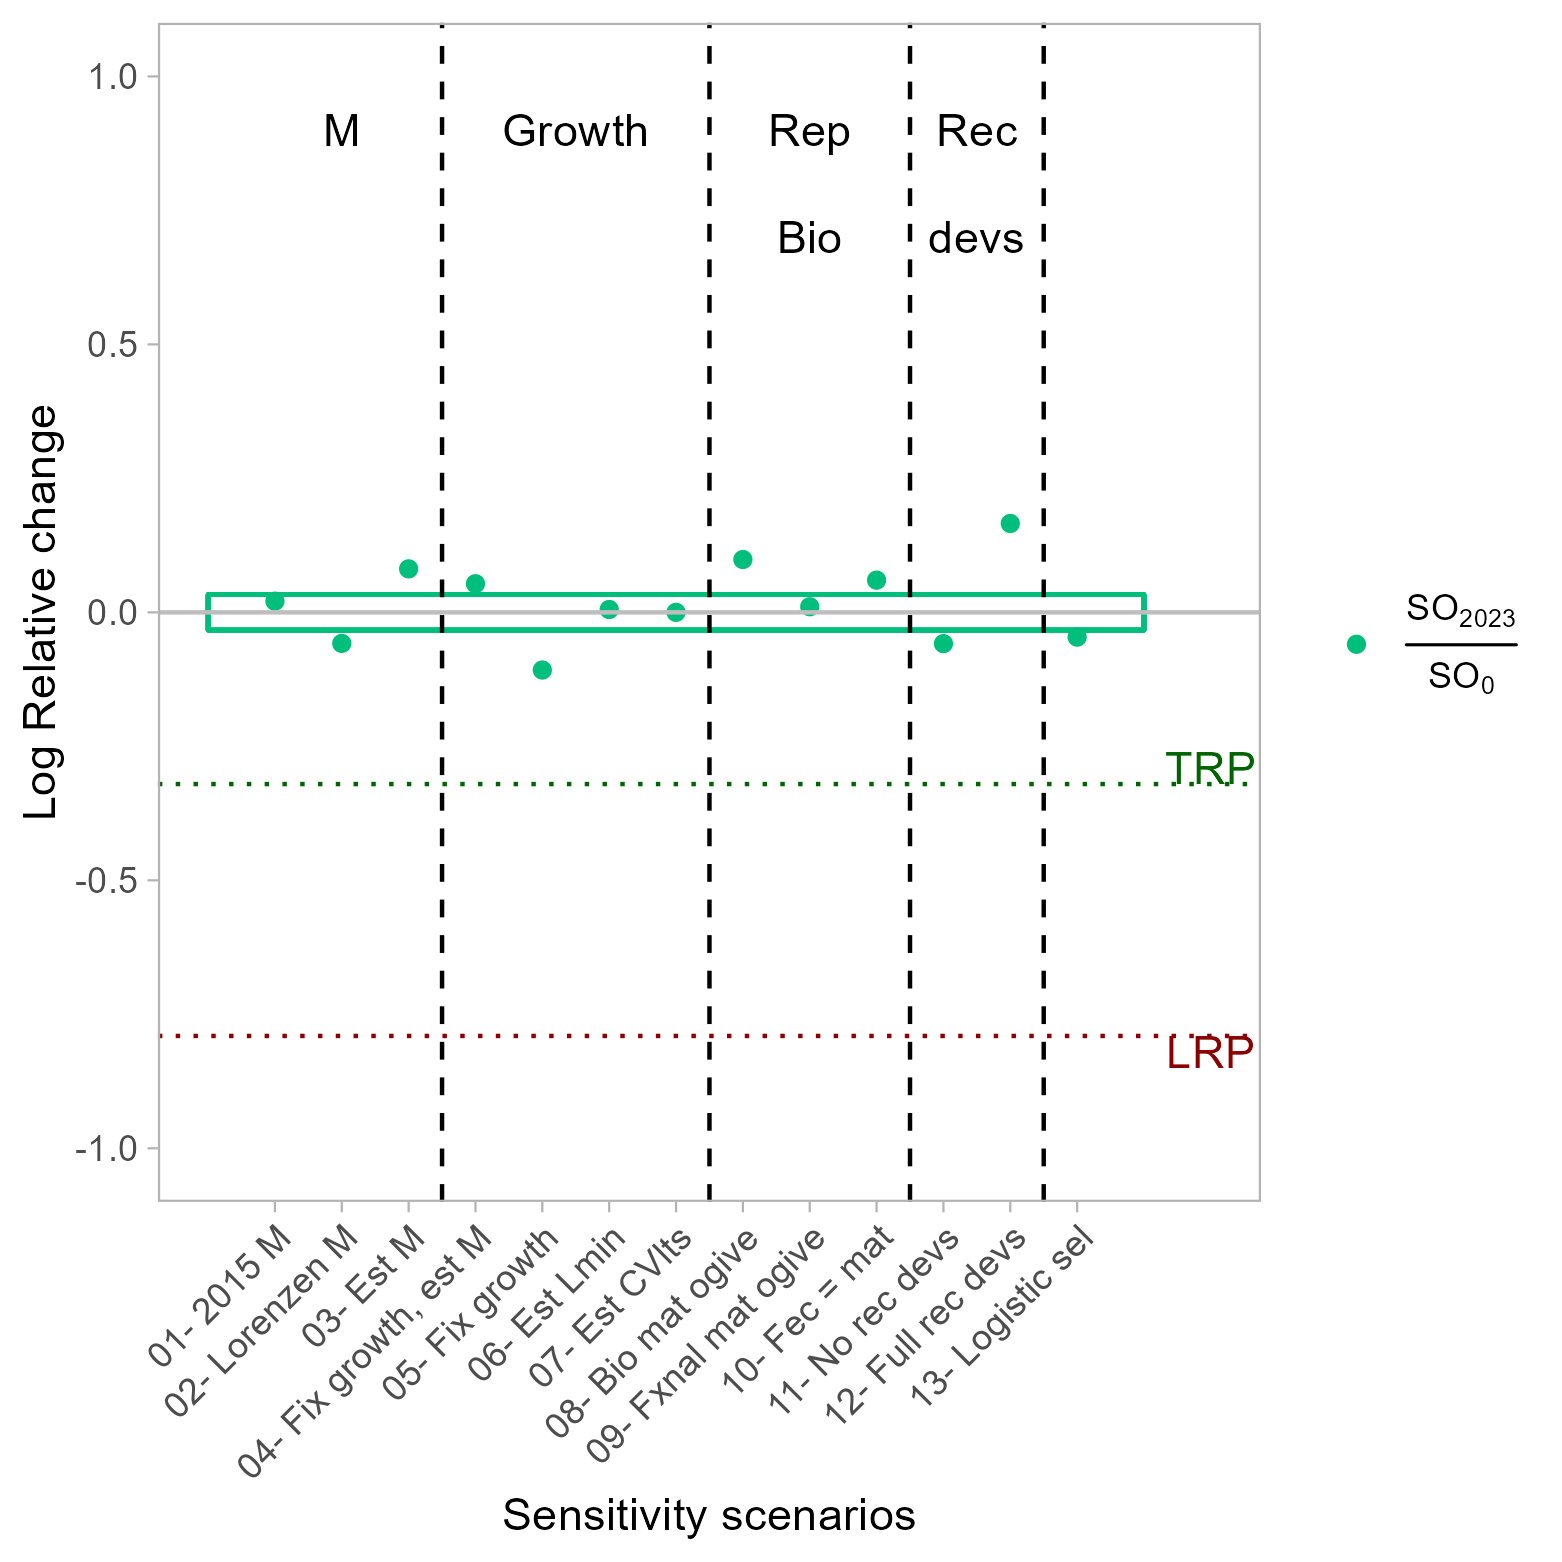 1.0
M
Growth
Rep
Rec
Bio
devs
0.5
Log Relative change
0.0
SO2023
SO0
TRP
-0.5
LRP
-1.0
01- 2015 M
02- Lorenzen M
03- Est M
04- Fix growth, est M
05- Fix growth
06- Est Lmin
07- Est CVlts
08- Bio mat ogive
09- Fxnal mat ogive
10- Fec = mat
11- No rec devs
12- Full rec devs
13- Logistic sel
Sensitivity scenarios